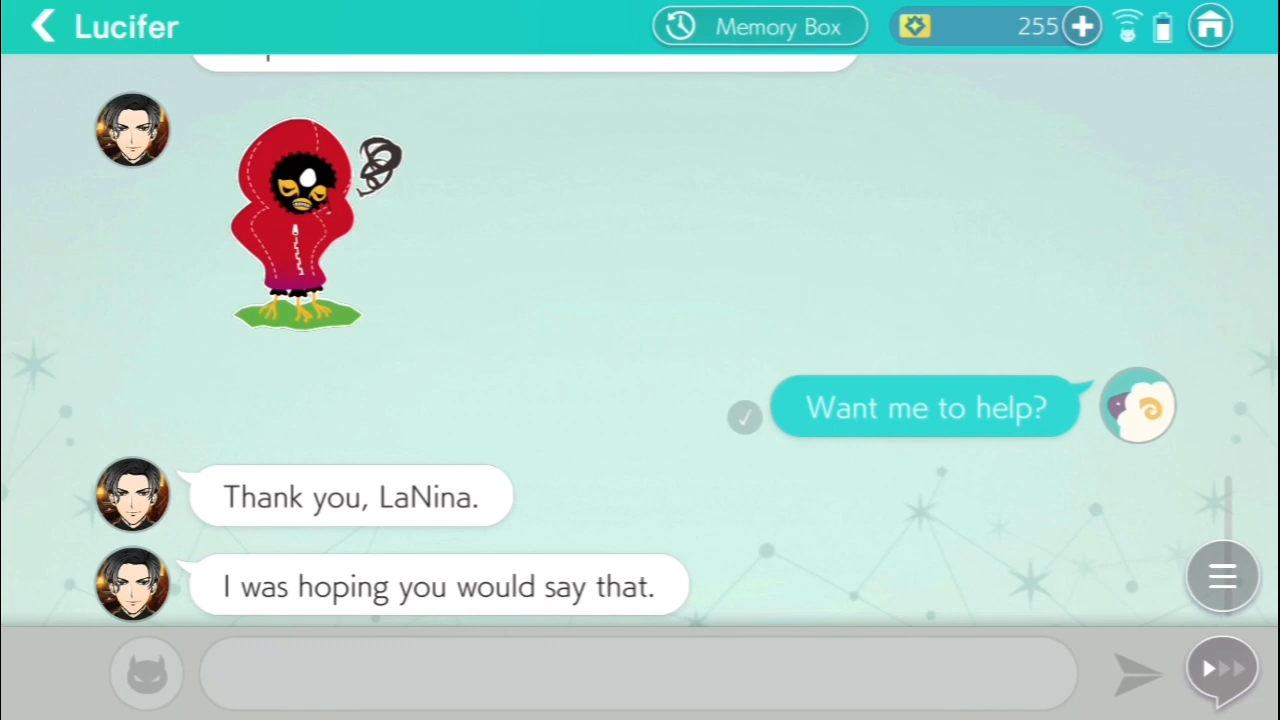 Lucifer
Memory Box
255
Want me to help?
Thank you, LaNina.
I was hoping you would say that.